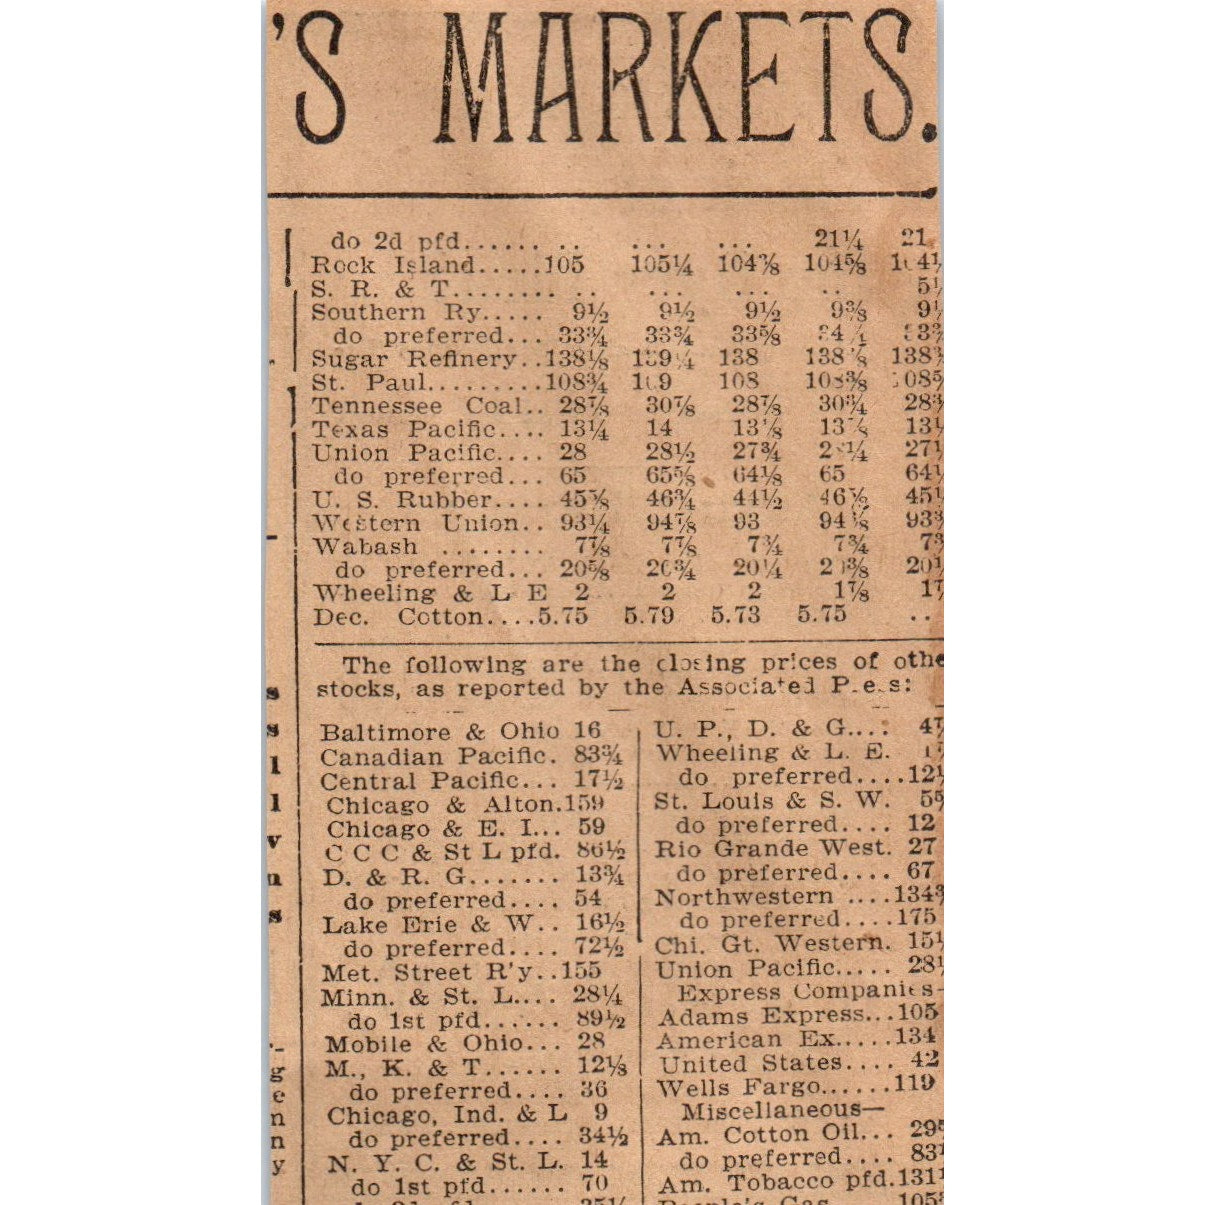 'S MARKETS.
do 2d pfd...... .. ... ... 21¼ 21
Rock Island.....105 105¼ 104⅜ 104⅝
S. R. & T......... .. ... ... ..
Southern Ry..... 9½ 9½ 9½ 9⅜
do preferred... 33¾ 33¾ 33⅝
Sugar Refinery..138⅛ 139¼ 138
St. Paul.........108¾ 109 108 108⅜
Tennessee Coal.. 28⅞ 30⅞ 28⅞ 30¾
Texas Pacific.... 13¼ 14 13⅛
Union Pacific.... 28 28½ 27¾
do preferred... 65 65⅝ 64⅛ 65
U. S. Rubber.... 45⅝ 46¾ 44½
Western Union.. 93¼ 94⅞ 93
Wabash ........ 7⅞ 7⅞ 7¾ 7¾
do preferred... 20⅝ 20¾ 20¼ 20⅜
Wheeling & L E 2 2 2 1⅞
Dec. Cotton....5.75 5.79 5.73 5.75 ..
The following are the closing prices of
stocks, as reported by the Associated
Baltimore & Ohio 16
Canadian Pacific. 83¾
Central Pacific... 17½
Chicago & Alton.159
Chicago & E. I... 59
C C C & St L pfd. 86½
D. & R. G....... 13¾
do preferred.... 54
Lake Erie & W.. 16½
do preferred.... 72½
Met. Street R'y..155
Minn. & St. L.... 28¼
do 1st pfd...... 89½
Mobile & Ohio... 28
M., K. & T...... 12⅛
do preferred.... 36
Chicago, Ind. & L 9
do preferred.... 34½
N. Y. C. & St. L. 14
do 1st pfd...... 70
U. P., D. & G....
Wheeling & L. E.
do preferred....
St. Louis & S. W.
do preferred.... 12
Rio Grande West. 27
do preferred.... 67
Northwestern ....
do preferred....175
Chi. Gt. Western.
Union Pacific.....
Express Companies-
Adams Express...105
American Ex.....134
United States.... 42
Wells Fargo......119
Miscellaneous—
Am. Cotton Oil...
do preferred....
Am. Tobacco pfd.